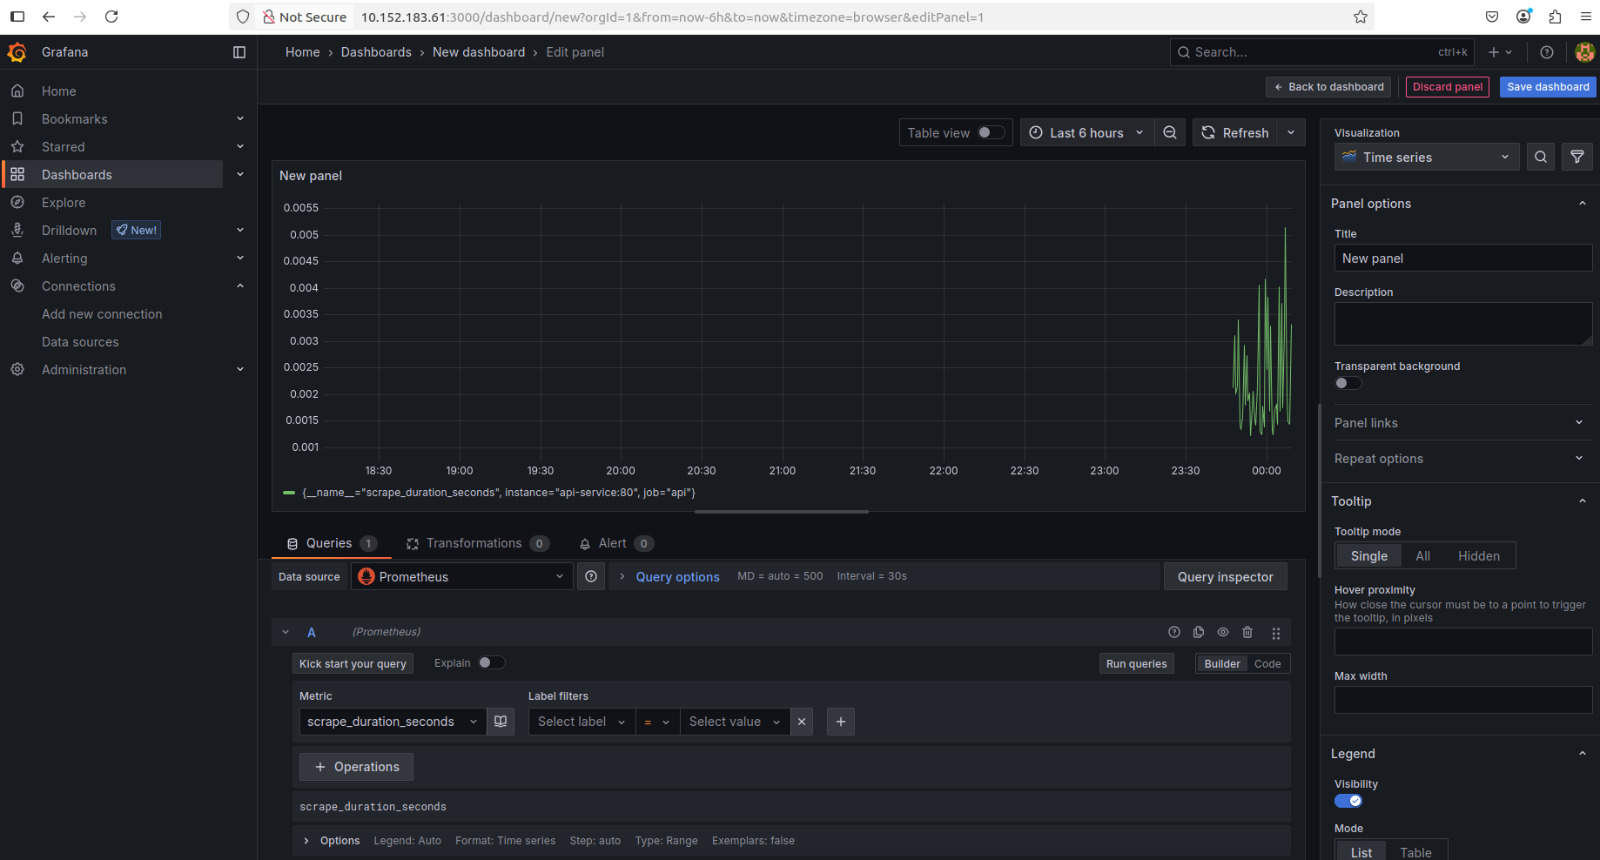 Not Secure 10.152.183.61:3000/dashboard/new?orgId=1&from=now-6h&to=now&timezone=browser&editPanel=1
Grafana
Home › Dashboards › New dashboard › Edit panel
Search... ctrl+k
Back to dashboard
Discard panel
Save dashboard
Home
Bookmarks
Starred
Dashboards
Explore
Drilldown New!
Alerting
Connections
Add new connection
Data sources
Administration
Table view
Last 6 hours
Refresh
New panel
0.0055
0.005
0.0045
0.004
0.0035
0.003
0.0025
0.002
0.0015
0.001
18:30 19:00 19:30 20:00 20:30 21:00 21:30 22:00 22:30 23:00 23:30 00:00
{__name__="scrape_duration_seconds", instance="api-service:80", job="api"}
Queries 1 Transformations 0 Alert 0
Data source Prometheus Query options MD = auto = 500 Interval = 30s Query inspector
A (Prometheus)
Kick start your query Explain Run queries Builder Code
Metric Label filters
scrape_duration_seconds Select label = Select value
+ Operations
scrape_duration_seconds
Options Legend: Auto Format: Time series Step: auto Type: Range Exemplars: false
Visualization
Time series
Panel options
Title
New panel
Description
Transparent background
Panel links
Repeat options
Tooltip
Tooltip mode
Single All Hidden
Hover proximity
How close the cursor must be to a point to trigger
the tooltip, in pixels
Max width
Legend
Visibility
Mode
List Table